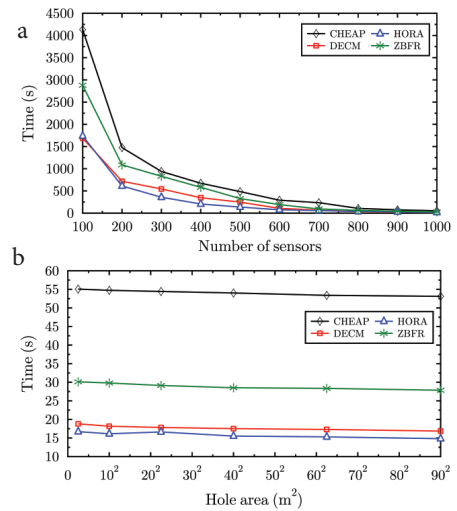 a
4500
4000
3500
3000
2500
2000
1500
1000
500
0
Time (s)
CHEAP HORA
DECM ZBFR
100 200 300 400 500 600 700 800 900 1000
Number of sensors
b
60
55
50
45
40
35
30
25
20
15
10
Time (s)
CHEAP HORA
DECM ZBFR
0 10² 20² 30² 40² 50² 60² 70² 80² 90²
Hole area (m²)